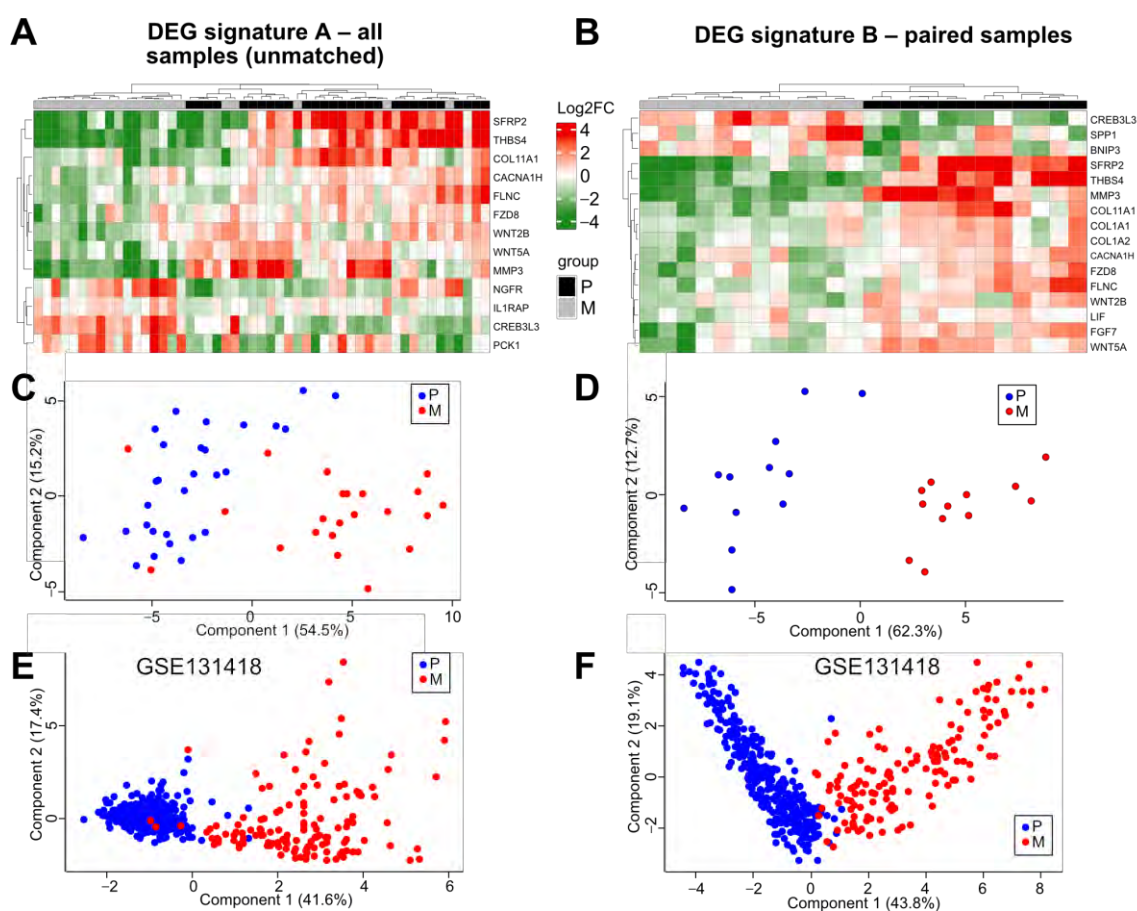 A
DEG signature A – all
samples (unmatched)
SFRP2
THBS4
COL11A1
CACNA1H
FLNC
FZD8
WNT2B
WNT5A
MMP3
NGFR
IL1RAP
CREB3L3
PCK1
Log2FC
4
2
0
−2
−4
group
P
M
B
DEG signature B – paired samples
CREB3L3
SPP1
BNIP3
SFRP2
THBS4
MMP3
COL11A1
COL1A1
COL1A2
CACNA1H
FZD8
FLNC
WNT2B
LIF
FGF7
WNT5A
C
P
M
Component 2 (15.2%)
5
0
−5
−5
0
5
10
Component 1 (54.5%)
D
P
M
Component 2 (12.7%)
5
0
−5
−5
0
5
Component 1 (62.3%)
E
GSE131418
P
M
Component 2 (17.4%)
5
0
−2
0
2
4
6
Component 1 (41.6%)
F
GSE131418
P
M
Component 2 (19.1%)
4
2
0
−2
−4
−2
0
2
4
6
8
Component 1 (43.8%)